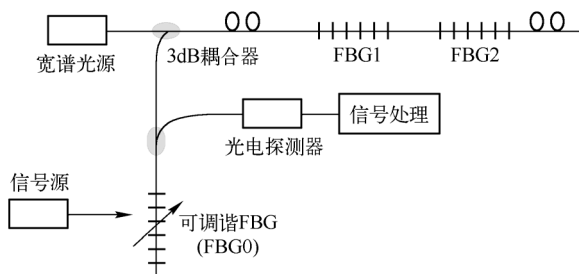 宽谱光源
3dB耦合器
FBG1
FBG2
光电探测器
信号处理
信号源
可调谐FBG
(FBG0)